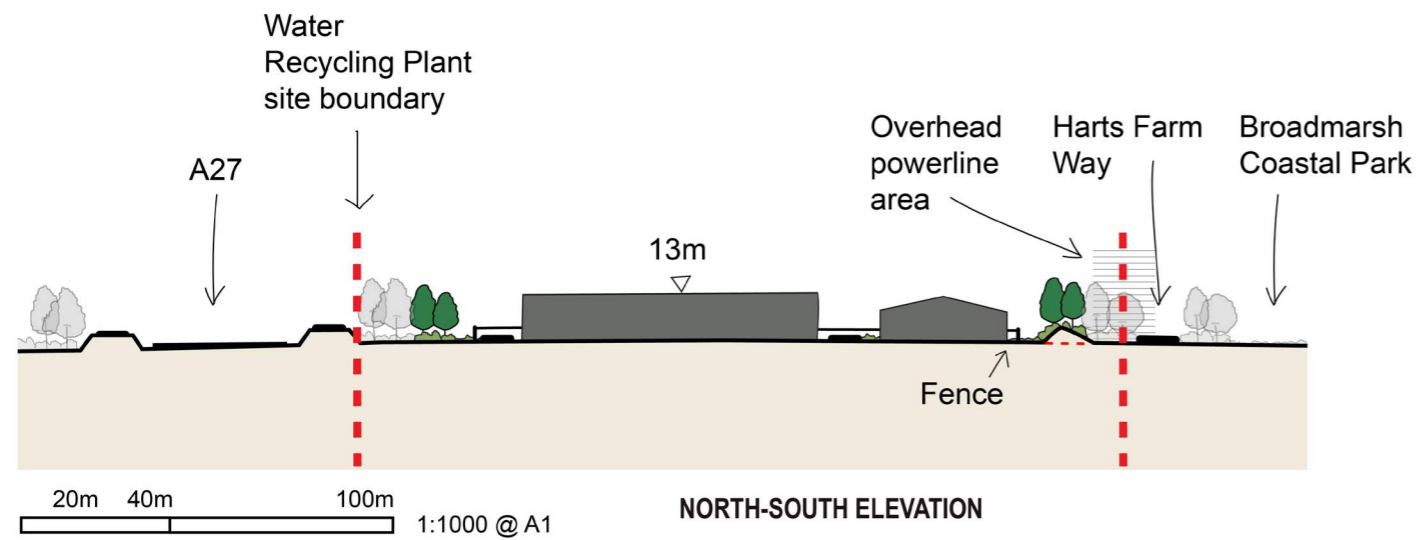 Water
Recycling Plant
site boundary
A27
13m
Overhead
powerline
area
Harts Farm
Way
Broadmarsh
Coastal Park
Fence
20m 40m 100m
1:1000 @ A1
NORTH-SOUTH ELEVATION